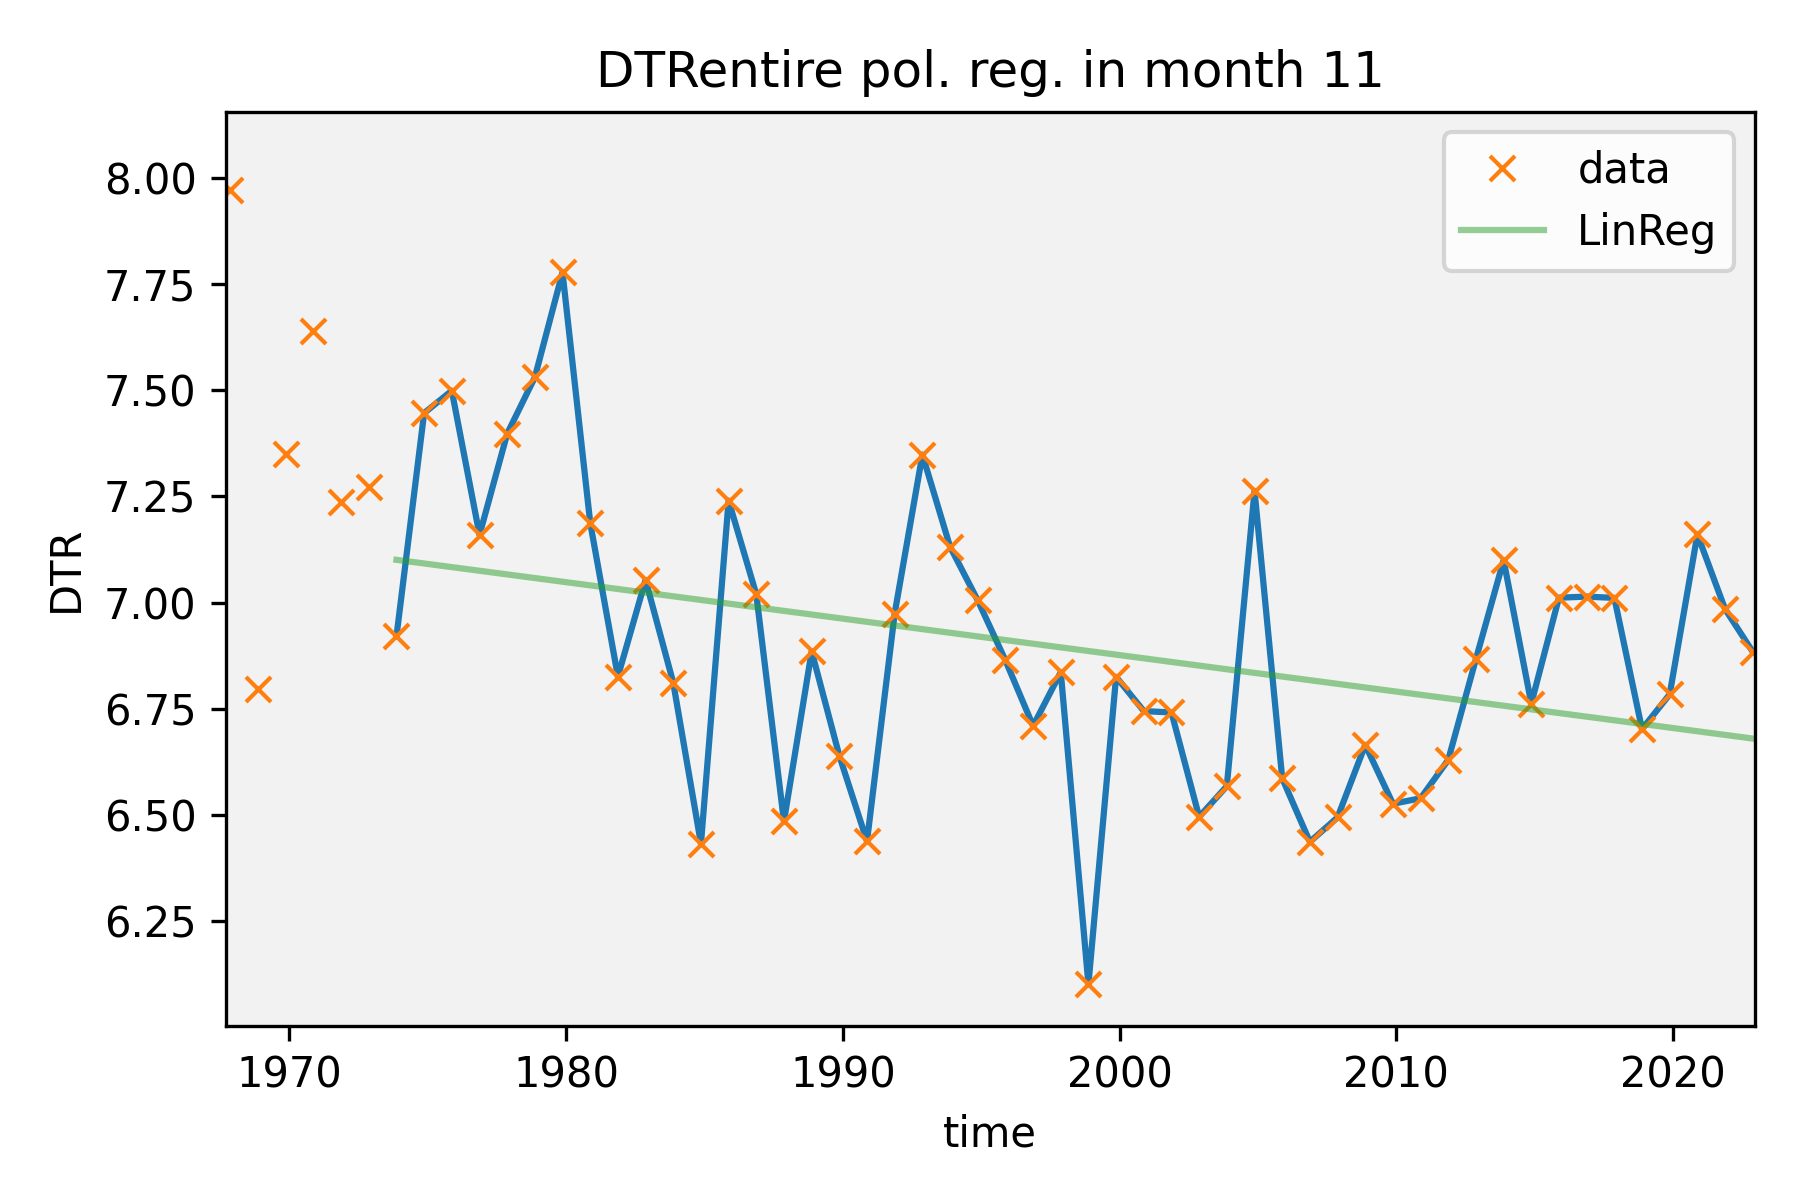 DTRentire pol. reg. in month 11
data
LinReg
8.00
7.75
7.50
7.25
7.00
6.75
6.50
6.25
DTR
1970 1980 1990 2000 2010 2020
time